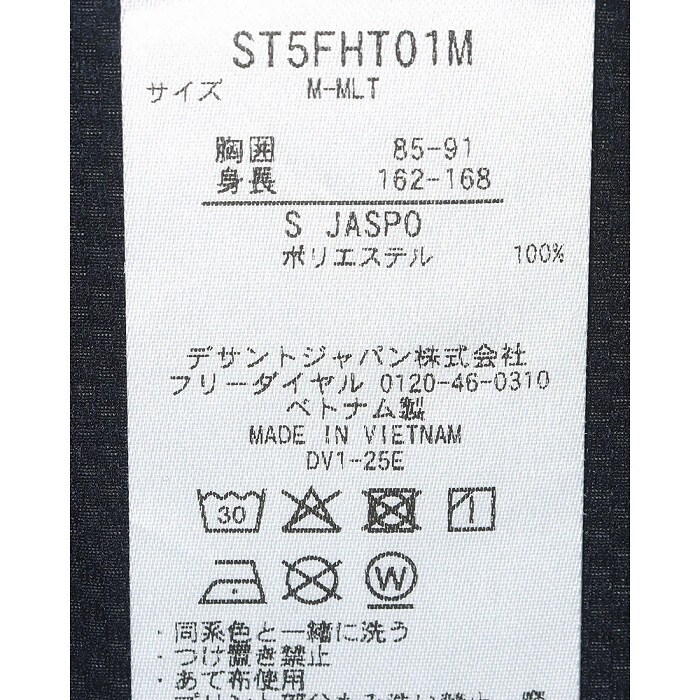 ST5FHT01M
サイズ M-MLT
胸囲 85-91
身長 162-168
S JASPO
ポリエステル 100%
デサントジャパン株式会社
フリーダイヤル 0120-46-0310
ベトナム製
MADE IN VIETNAM
DV1-25E
30
W
・同系色と一緒に洗う
・つけ置き禁止
・あて布使用